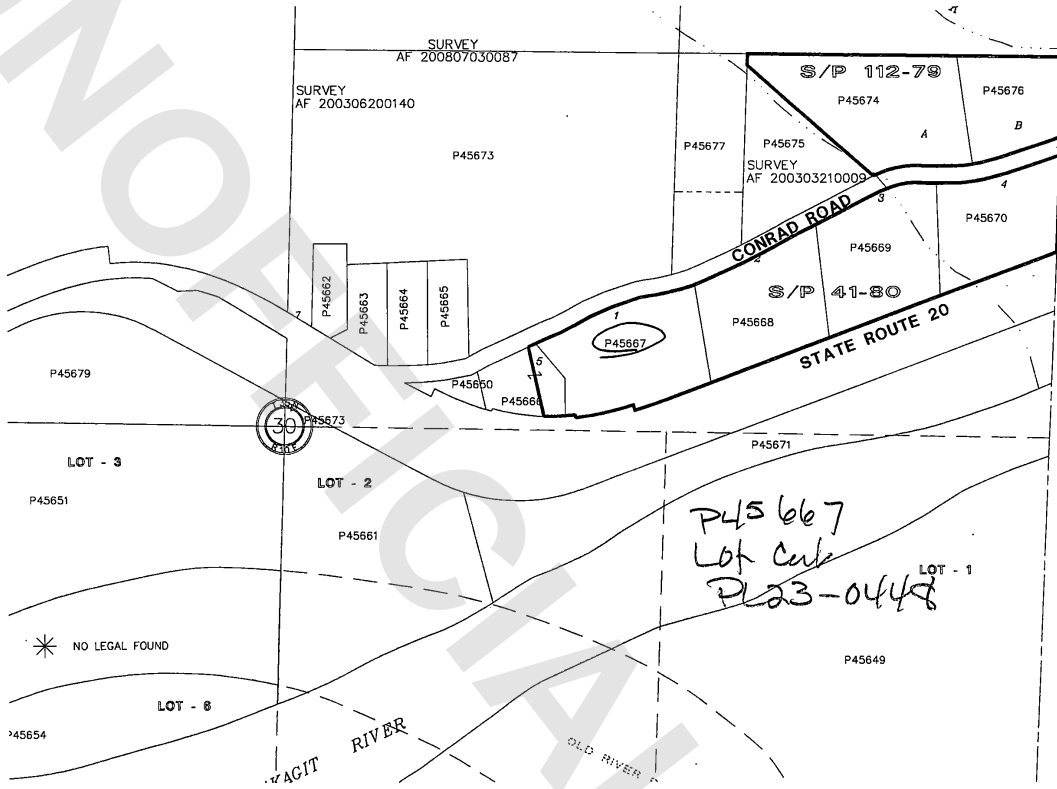 UNOFFICIAL
SURVEY
AF 200807030087
SURVEY
AF 200306200140
P45673
P45677
P45675
SURVEY
AF 200303210009
S/P 112-79
P45674
P45676
A
B
CONRAD ROAD
3
4
2
1
5
7
P45670
P45669
S/P 41-80
P45668
P45667
STATE ROUTE 20
P45662
P45663
P45664
P45665
P45650
P45666
P45679
30
P45673
P45671
LOT - 3
LOT - 2
P45651
P45661
P45667
Lot Cert
PL23-0448
LOT - 1
P45649
NO LEGAL FOUND
LOT - 6
P45654
KAGIT RIVER
OLD RIVER